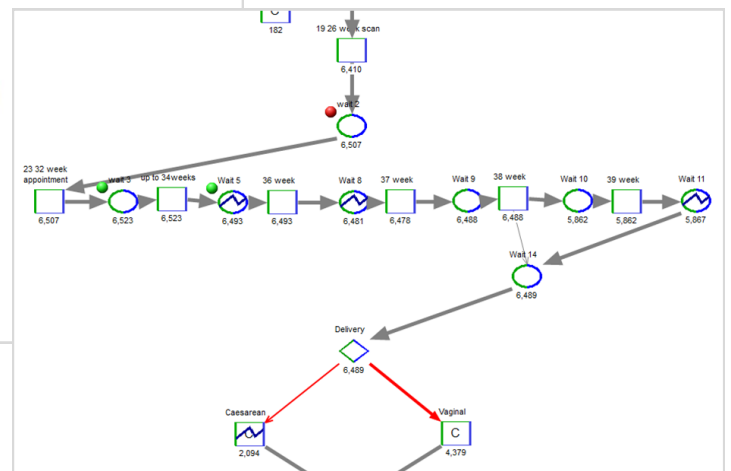 C
182
19 26 week scan
6,410
wait 2
6,507
23 32 week
appointment
6,507
wait 3
6,523
up to 34weeks
6,523
Wait 5
6,493
36 week
6,493
Wait 8
6,481
37 week
6,478
Wait 9
6,488
38 week
6,488
Wait 10
5,862
39 week
5,862
Wait 11
5,867
Wait 14
6,489
Delivery
6,489
Caesarean
C
2,094
Vaginal
C
4,379